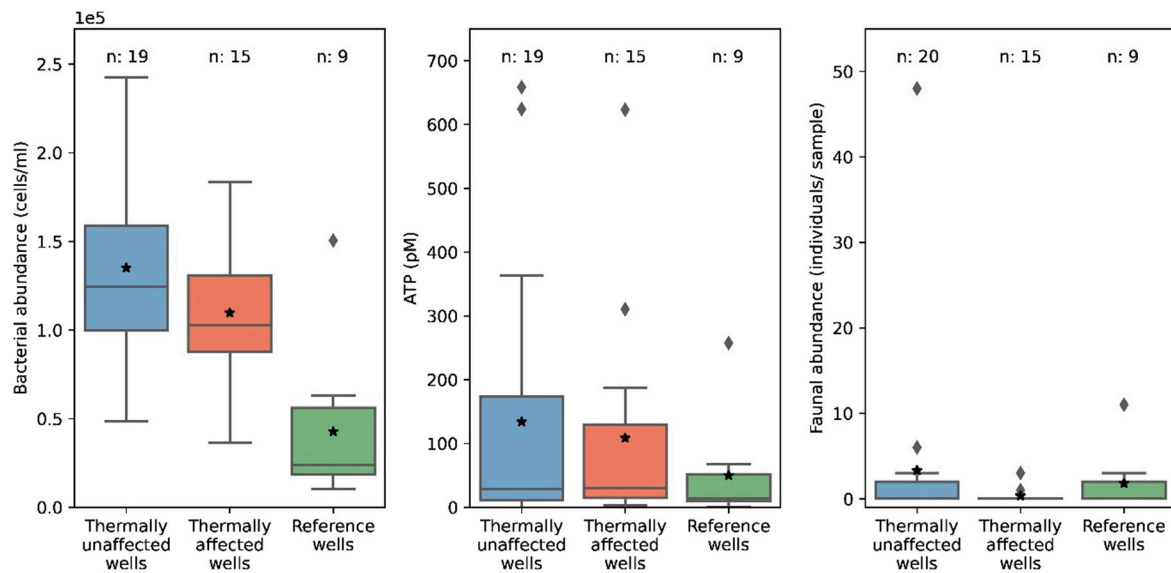 1e5
n: 19
n: 15
n: 9
2.5
2.0
1.5
1.0
0.5
0.0
Bacterial abundance (cells/ml)
Thermally
unaffected
wells
Thermally
affected
wells
Reference
wells
n: 19
n: 15
n: 9
700
600
500
400
300
200
100
0
ATP (pM)
Thermally
unaffected
wells
Thermally
affected
wells
Reference
wells
n: 20
n: 15
n: 9
50
40
30
20
10
0
Faunal abundance (individuals/ sample)
Thermally
unaffected
wells
Thermally
affected
wells
Reference
wells